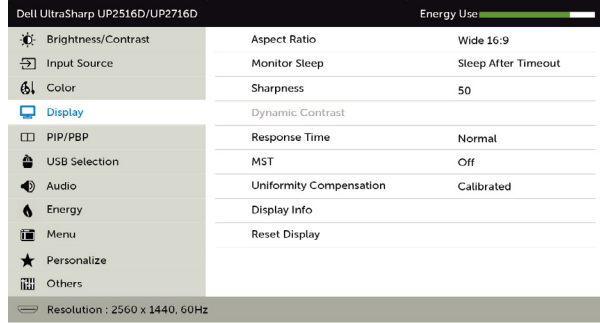 Dell UltraSharp UP2516D/UP2716D Energy Use
Brightness/Contrast Aspect Ratio Wide 16:9
Input Source Monitor Sleep Sleep After Timeout
Color Sharpness 50
Display Dynamic Contrast
PIP/PBP Response Time Normal
USB Selection MST Off
Audio Uniformity Compensation Calibrated
Energy Display Info
Menu Reset Display
Personalize
Others
Resolution : 2560 x 1440, 60Hz